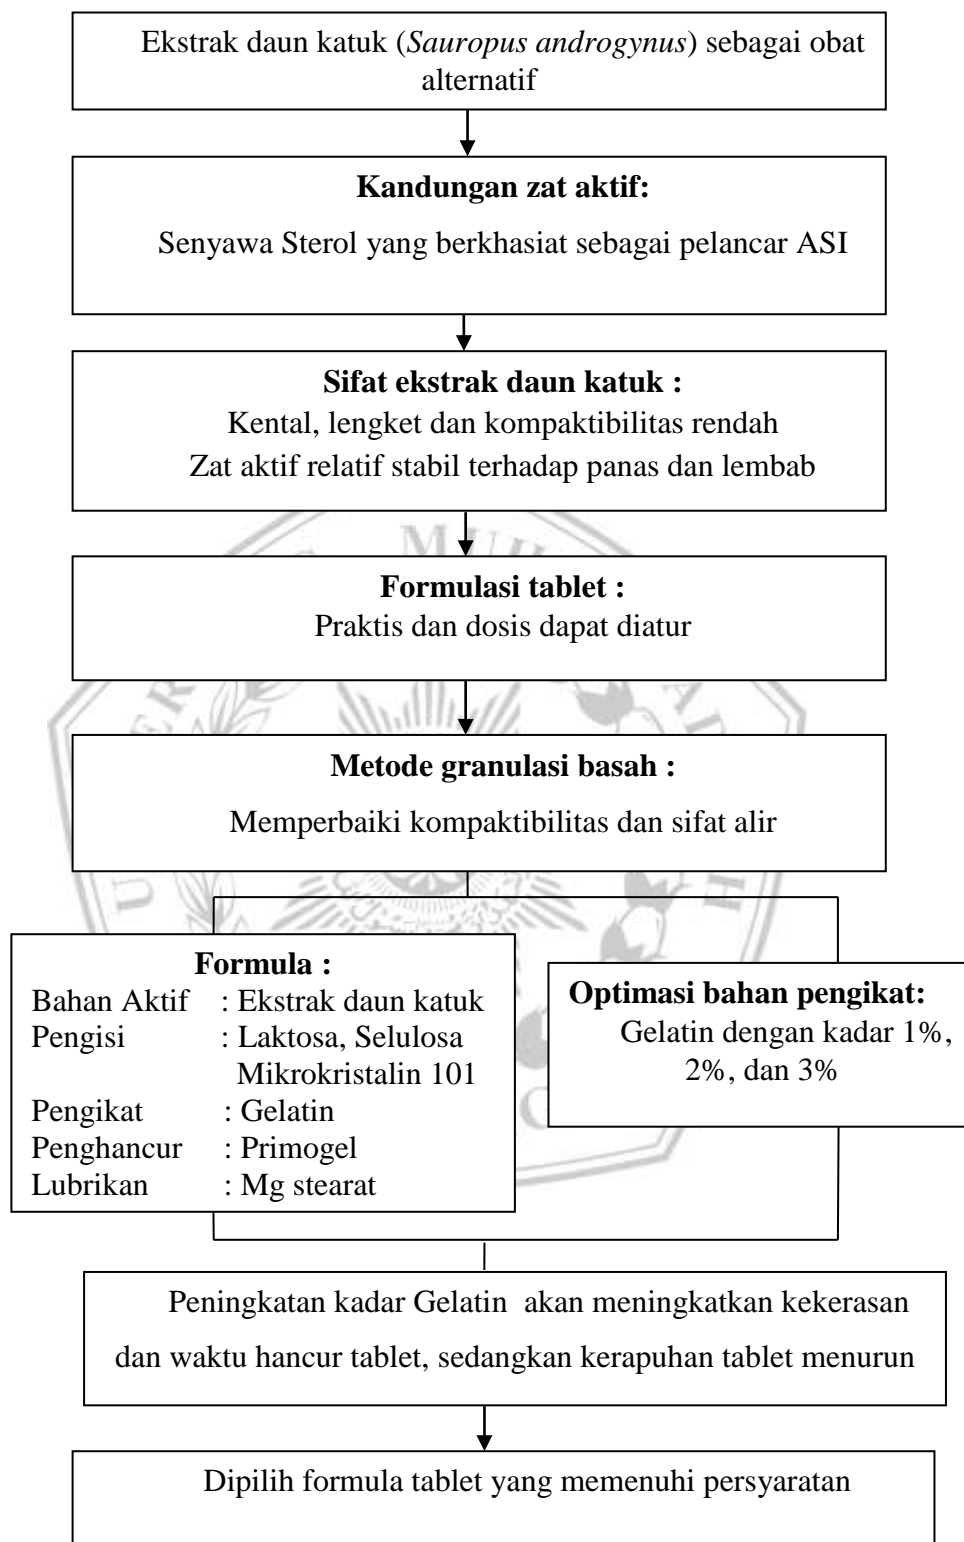 Ekstrak daun katuk (Sauropus androgynus) sebagai obat
alternatif
Kandungan zat aktif:
Senyawa Sterol yang berkhasiat sebagai pelancar ASI
Sifat ekstrak daun katuk :
Kental, lengket dan kompaktibilitas rendah
Zat aktif relatif stabil terhadap panas dan lembab
Formulasi tablet :
Praktis dan dosis dapat diatur
Metode granulasi basah :
Memperbaiki kompaktibilitas dan sifat alir
Formula :
Bahan Aktif : Ekstrak daun katuk
Pengisi : Laktosa, Selulosa
Mikrokristalin 101
Pengikat : Gelatin
Penghancur : Primogel
Lubrikan : Mg stearat
Optimasi bahan pengikat:
Gelatin dengan kadar 1%,
2%, dan 3%
Peningkatan kadar Gelatin akan meningkatkan kekerasan
dan waktu hancur tablet, sedangkan kerapuhan tablet menurun
Dipilih formula tablet yang memenuhi persyaratan